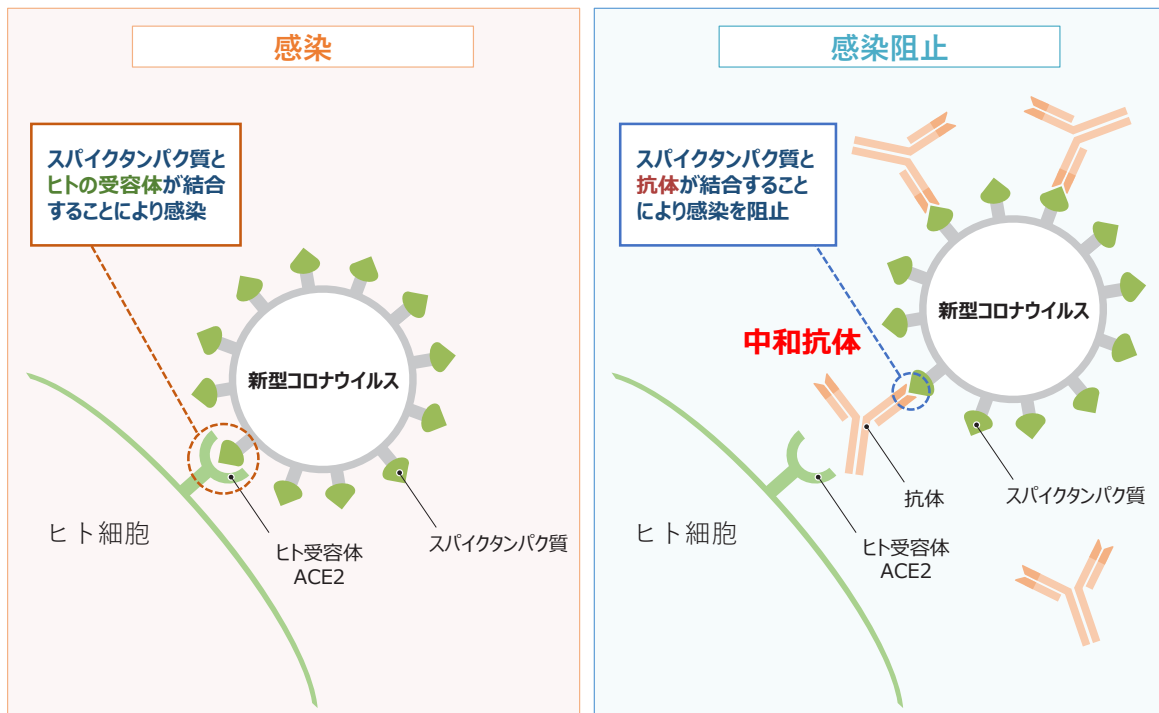 感染
スパイクタンパク質と
ヒトの受容体が結合
することにより感染
新型コロナウイルス
ヒト細胞
ヒト受容体
ACE2
スパイクタンパク質
感染阻止
スパイクタンパク質と
抗体が結合すること
により感染を阻止
新型コロナウイルス
中和抗体
抗体
スパイクタンパク質
ヒト細胞
ヒト受容体
ACE2